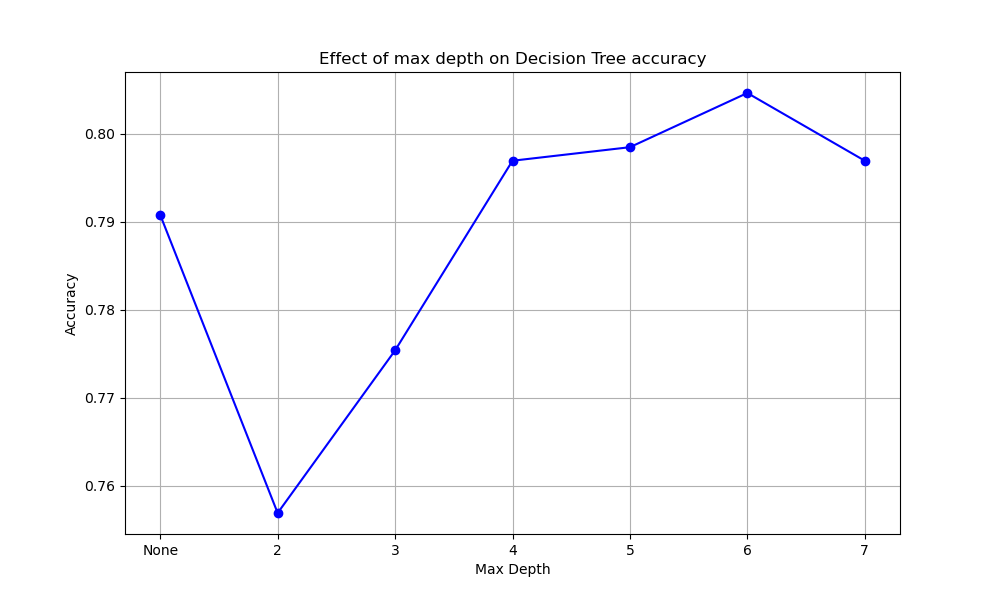 Effect of max depth on Decision Tree accuracy
0.80
0.79
0.78
0.77
0.76
Accuracy
None 2 3 4 5 6 7
Max Depth